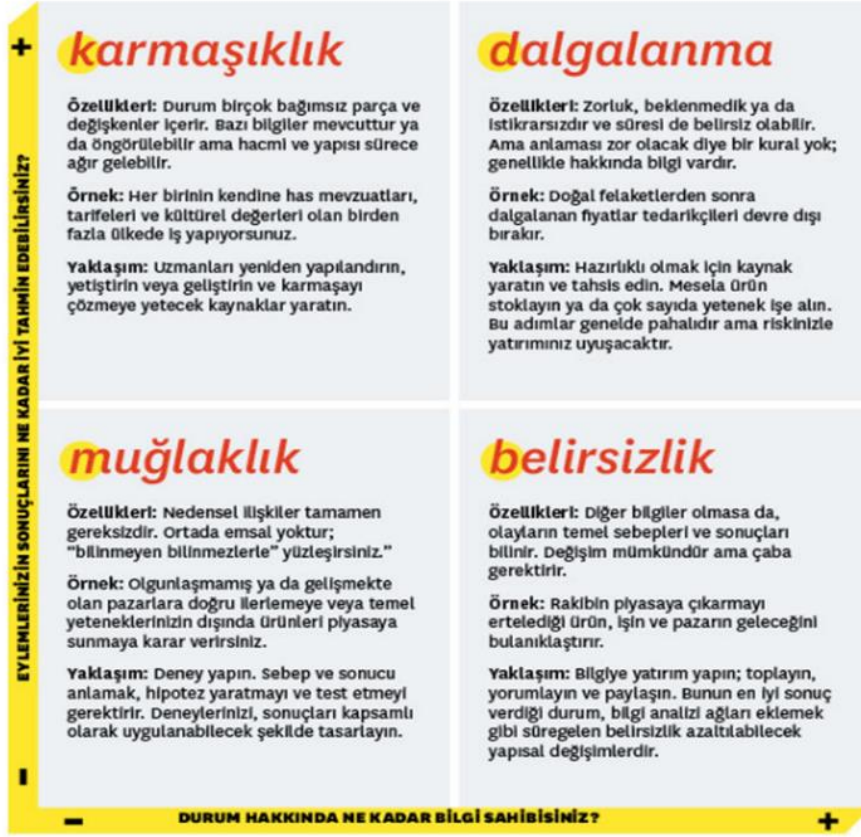 +
karmaşıklık
Özellikleri: Durum birçok bağımsız parça ve
değişkenler içerir. Bazı bilgiler mevcuttur ya
da öngörülebilir ama hacmi ve yapısı sürece
ağır gelebilir.
Örnek: Her birinin kendine has mevzuatları,
tarifeleri ve kültürel değerleri olan birden
fazla ülkede iş yapıyorsunuz.
Yaklaşım: Uzmanları yeniden yapılandırın,
yetiştirin veya geliştirin ve karmaşayı
çözmeye yetecek kaynaklar yaratın.
dalgalanma
Özellikleri: Zorluk, beklenmedik ya da
istikrarsızdır ve süresi de belirsiz olabilir.
Ama anlaması zor olacak diye bir kural yok;
genellikle hakkında bilgi vardır.
Örnek: Doğal felaketlerden sonra
dalgalanan fiyatlar tedarikçileri devre dışı
bırakır.
Yaklaşım: Hazırlıklı olmak için kaynak
yaratın ve tahsis edin. Mesela ürün
stoklayın ya da çok sayıda yetenek işe alın.
Bu adımlar genelde pahalıdır ama riskinizle
yatırımınız uyuşacaktır.
muğlaklık
Özellikleri: Nedensel ilişkiler tamamen
gereksizdir. Ortada emsal yoktur;
“bilinmeyen bilinmezlerle” yüzleşirsiniz.”
Örnek: Olgunlaşmamış ya da gelişmekte
olan pazarlara doğru ilerlemeye veya temel
yeteneklerinizin dışında ürünleri piyasaya
sunmaya karar verirsiniz.
Yaklaşım: Deney yapın. Sebep ve sonucu
anlamak, hipotez yaratmayı ve test etmeyi
gerektirir. Deneylerinizi, sonuçları kapsamlı
olarak uygulanabilecek şekilde tasarlayın.
belirsizlik
Özellikleri: Diğer bilgiler olmasa da,
olayların temel sebepleri ve sonuçları
bilinir. Değişim mümkündür ama çaba
gerektirir.
Örnek: Rakibin piyasaya çıkarmayı
ertelediği ürün, işin ve pazarın geleceğini
bulanıklaştırır.
Yaklaşım: Bilgiye yatırım yapın; toplayın,
yorumlayın ve paylaşın. Bunun en iyi sonuç
verdiği durum, bilgi analizi ağları eklemek
gibi süregelen belirsizlik azaltılabilecek
yapısal değişimlerdir.
EYLEMLERİNİZİN SONUÇLARINI NE KADAR İYİ TAHMİN EDEBİLİRSİNİZ?
-
- DURUM HAKKINDA NE KADAR BİLGİ SAHİBİSİNİZ? +